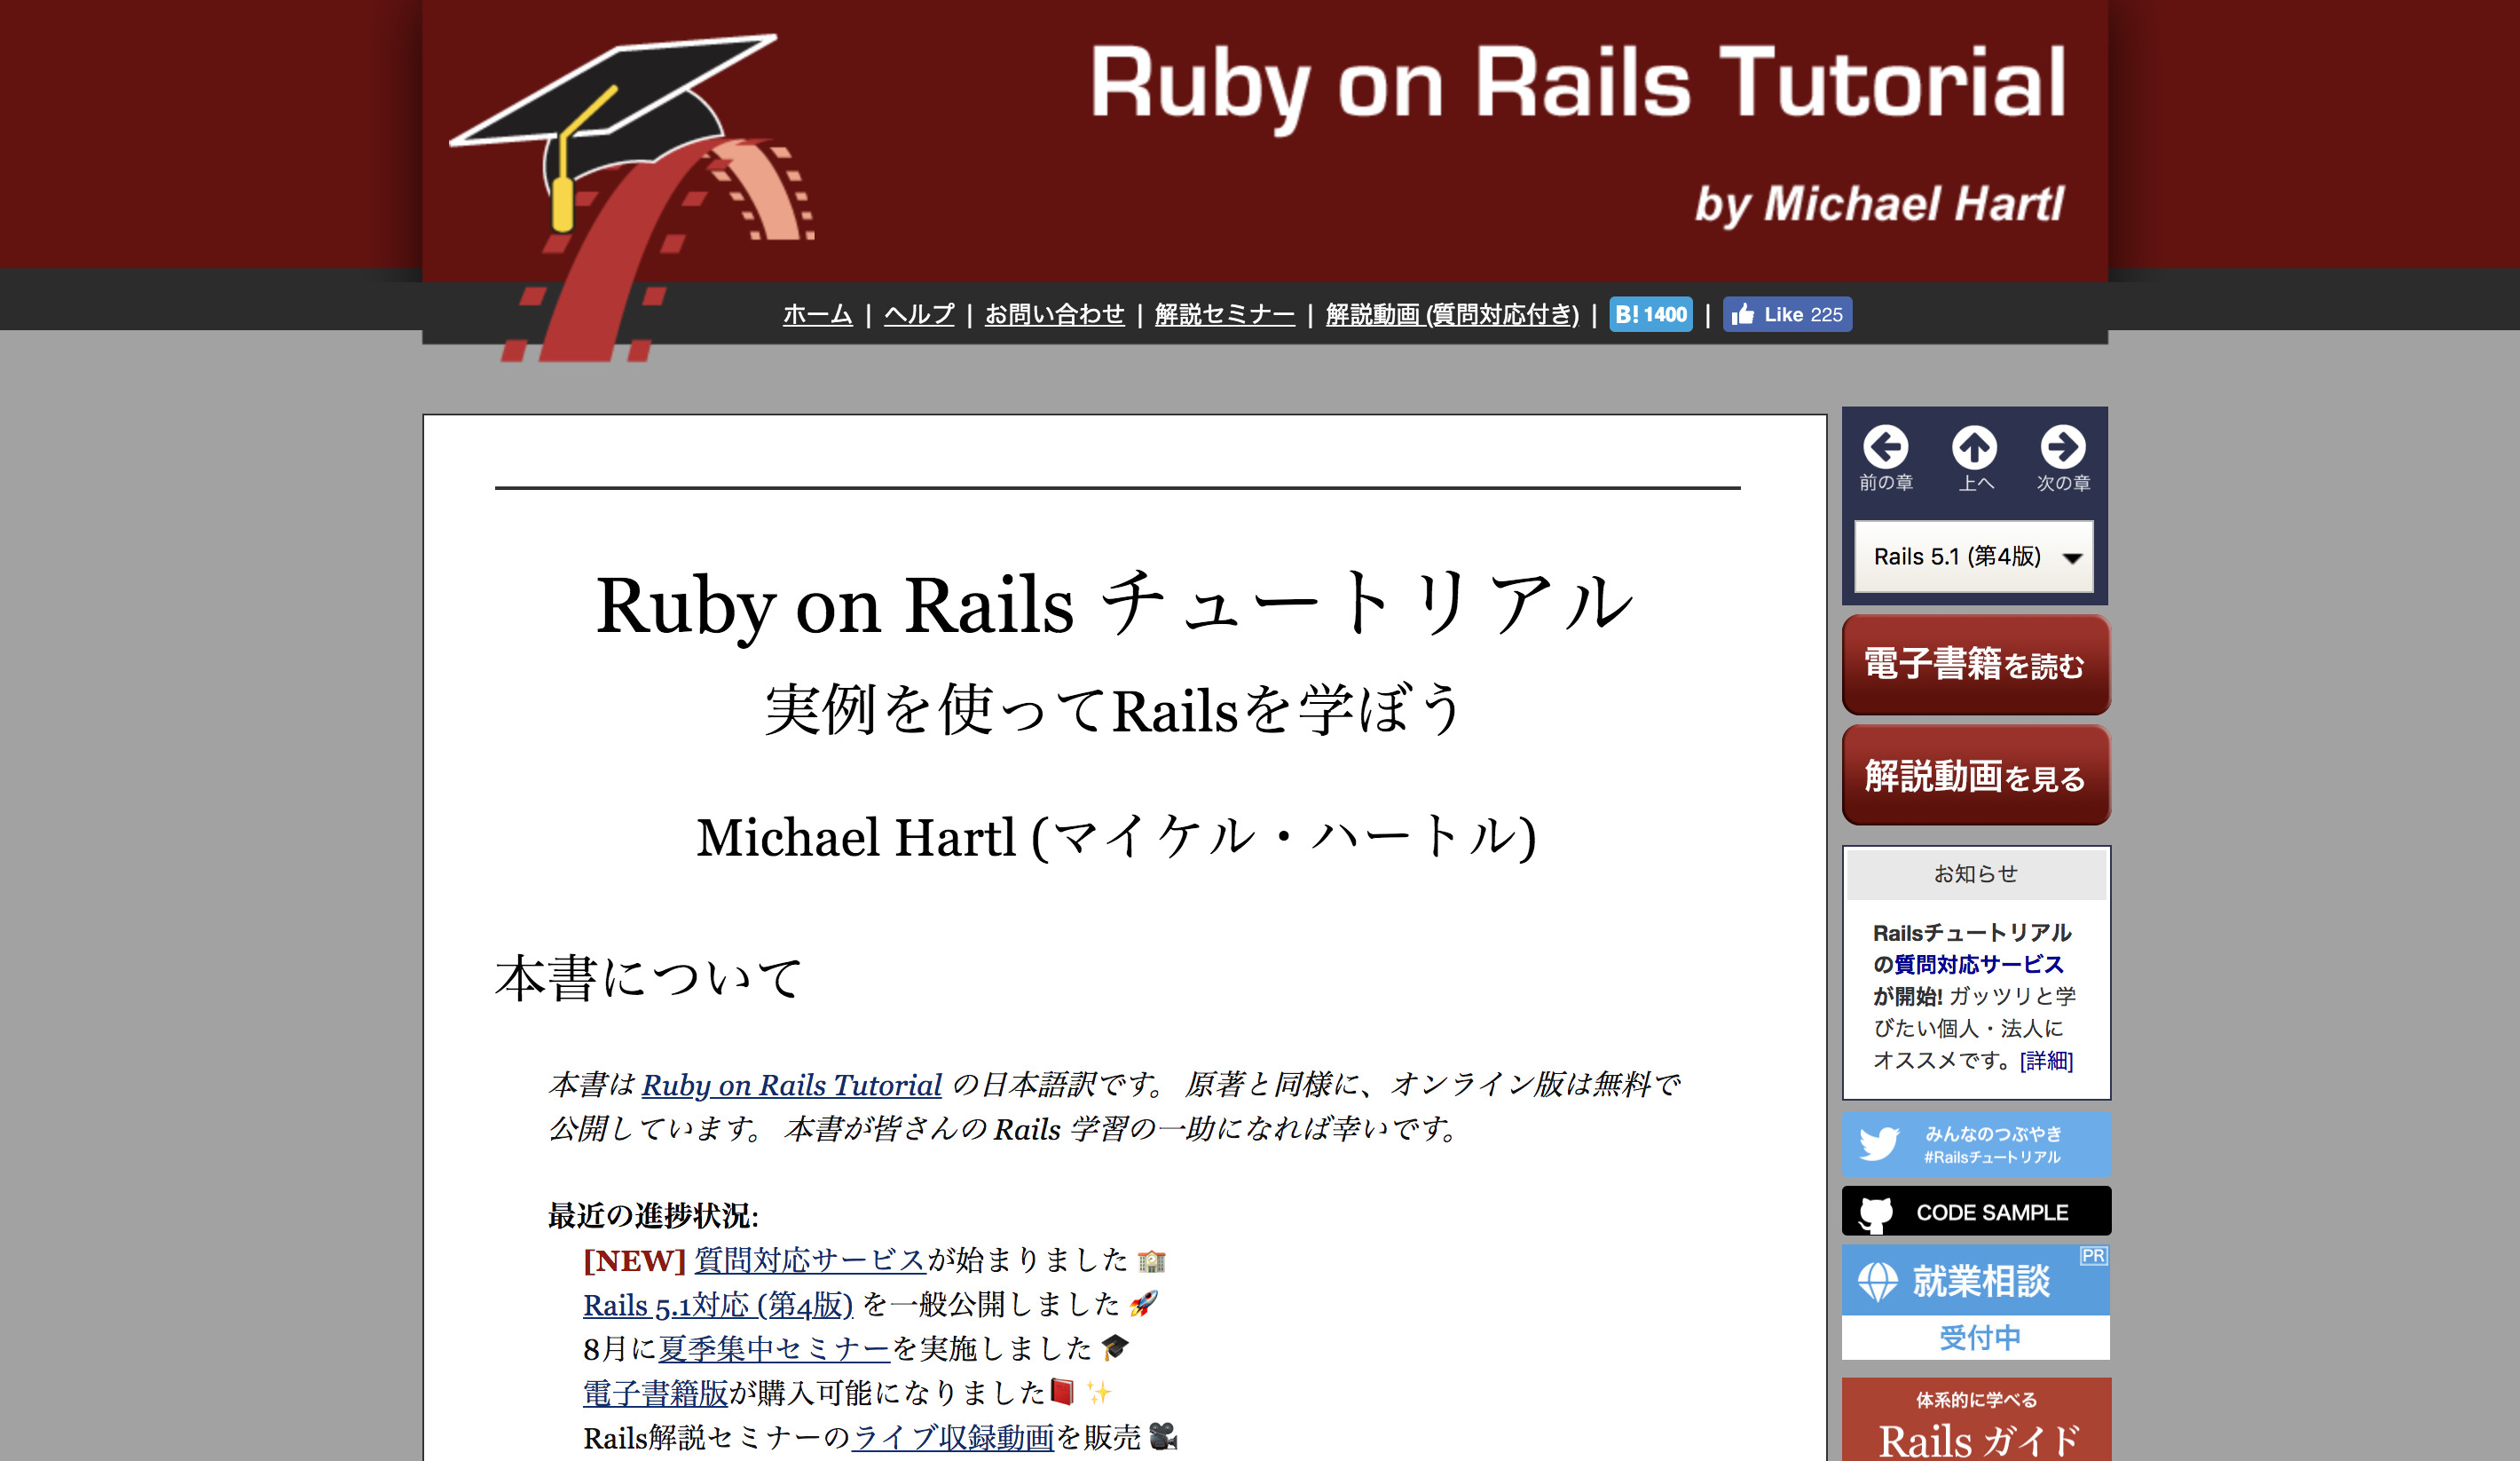 Ruby on Rails Tutorial
by Michael Hartl
ホーム | ヘルプ | お問い合わせ | 解説セミナー | 解説動画 (質問対応付き) | B! 1400 | Like 225
前の章 上へ 次の章
Rails 5.1 (第4版)
電子書籍を読む
解説動画を見る
お知らせ
Railsチュートリアル
の質問対応サービス
が開始! ガッツリと学
びたい個人・法人に
オススメです。[詳細]
みんなのつぶやき
#Railsチュートリアル
CODE SAMPLE
PR
就業相談
受付中
体系的に学べる
Rails ガイド
Ruby on Rails チュートリアル
実例を使ってRailsを学ぼう
Michael Hartl (マイケル・ハートル)
本書について
本書は Ruby on Rails Tutorial の日本語訳です。 原著と同様に、オンライン版は無料で
公開しています。 本書が皆さんの Rails 学習の一助になれば幸いです。
最近の進捗状況:
[NEW] 質問対応サービスが始まりました 🏫
Rails 5.1対応 (第4版) を一般公開しました 🚀
8月に夏季集中セミナーを実施しました 🎓
電子書籍版が購入可能になりました📕 ✨
Rails解説セミナーのライブ収録動画を販売 🎥